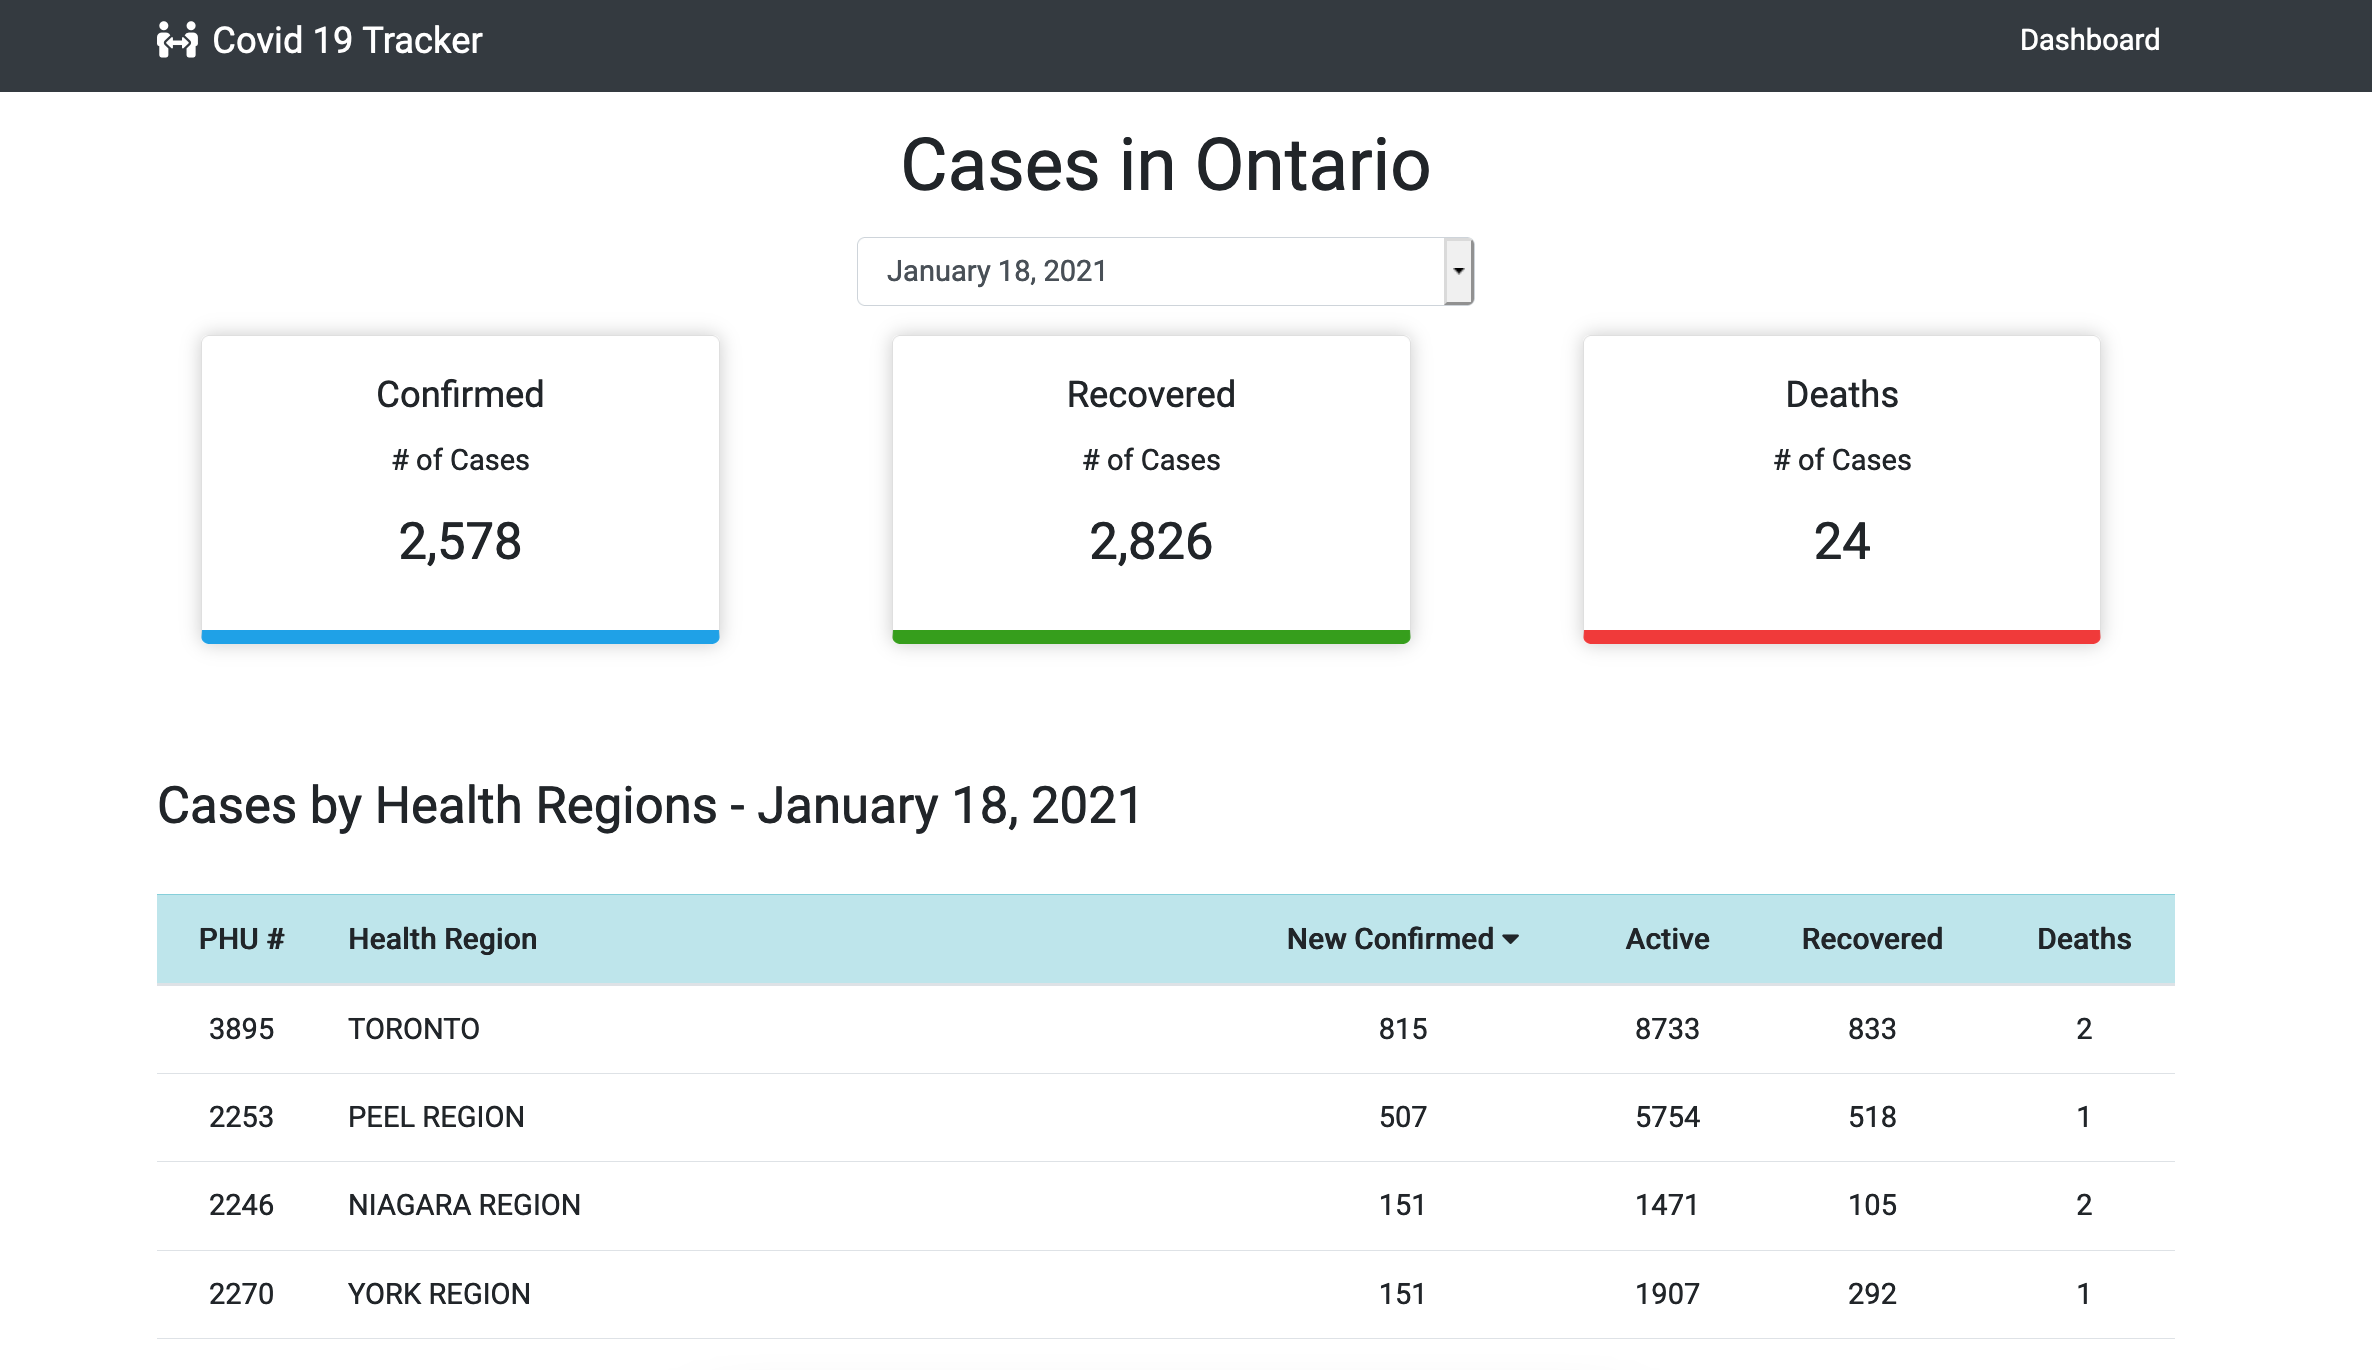 Covid 19 Tracker Dashboard
Cases in Ontario
January 18, 2021
Confirmed Recovered Deaths
# of Cases # of Cases # of Cases
2,578 2,826 24
Cases by Health Regions - January 18, 2021
PHU # Health Region New Confirmed Active Recovered Deaths
3895 TORONTO 815 8733 833 2
2253 PEEL REGION 507 5754 518 1
2246 NIAGARA REGION 151 1471 105 2
2270 YORK REGION 151 1907 292 1